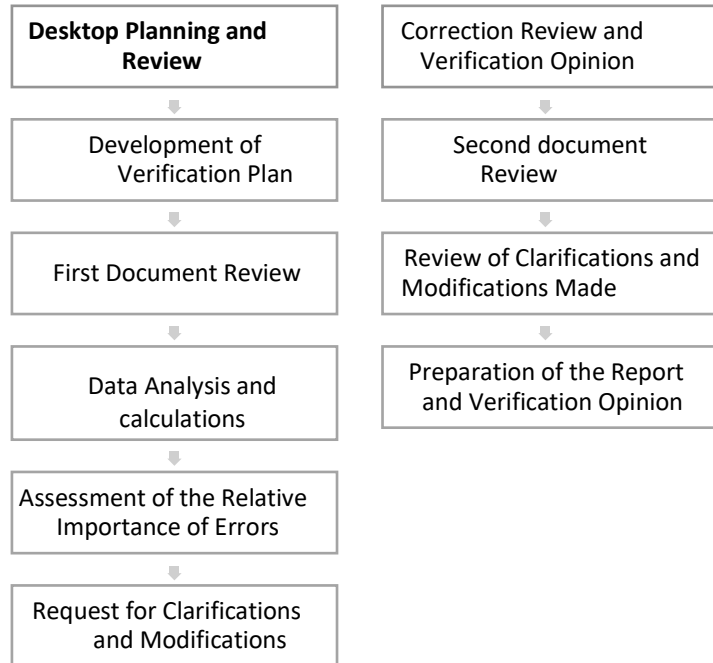 Desktop Planning and
Review
Development of
Verification Plan
First Document Review
Data Analysis and
calculations
Assessment of the Relative
Importance of Errors
Request for Clarifications
and Modifications
Correction Review and
Verification Opinion
Second document
Review
Review of Clarifications and
Modifications Made
Preparation of the Report
and Verification Opinion